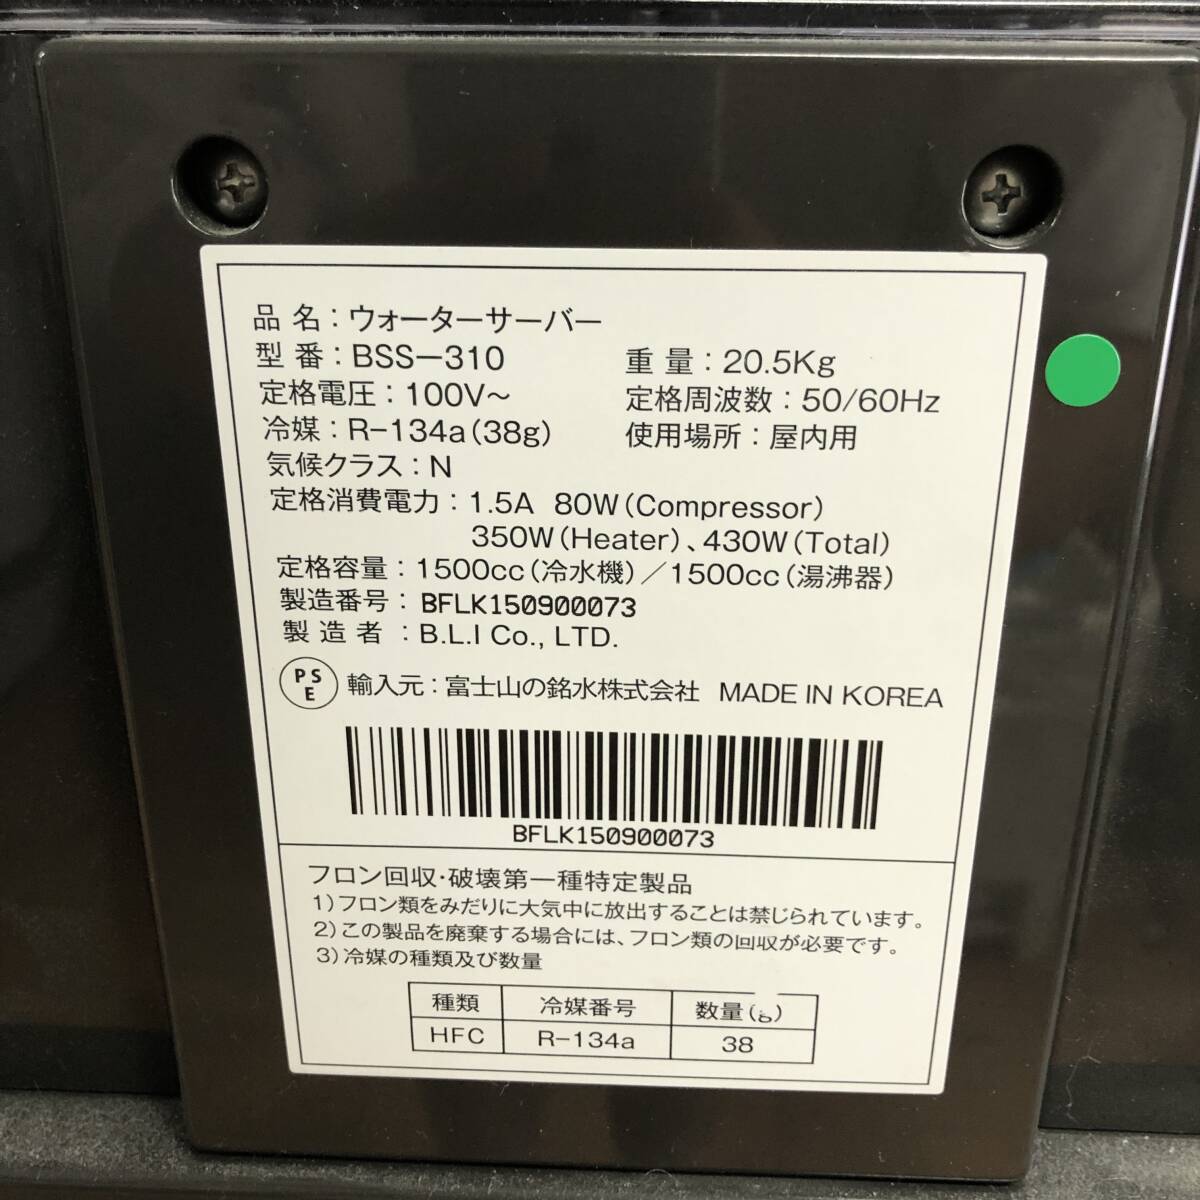 品名：ウォーターサーバー
型番：BSS-310 重量：20.5Kg
定格電圧：100V～ 定格周波数：50/60Hz
冷媒：R-134a(38g) 使用場所：屋内用
気候クラス：N
定格消費電力：1.5A 80W(Compressor)
350W(Heater)、430W(Total)
定格容量：1500cc(冷水機)／1500cc(湯沸器)
製造番号：BFLK150900073
製造者：B.L.I Co., LTD.
PSE 輸入元：富士山の銘水株式会社 MADE IN KOREA
BFLK150900073
フロン回収・破壊第一種特定製品
1)フロン類をみだりに大気中に放出することは禁じられています。
2)この製品を廃棄する場合には、フロン類の回収が必要です。
3)冷媒の種類及び数量
種類 冷媒番号 数量(g)
HFC R-134a 38